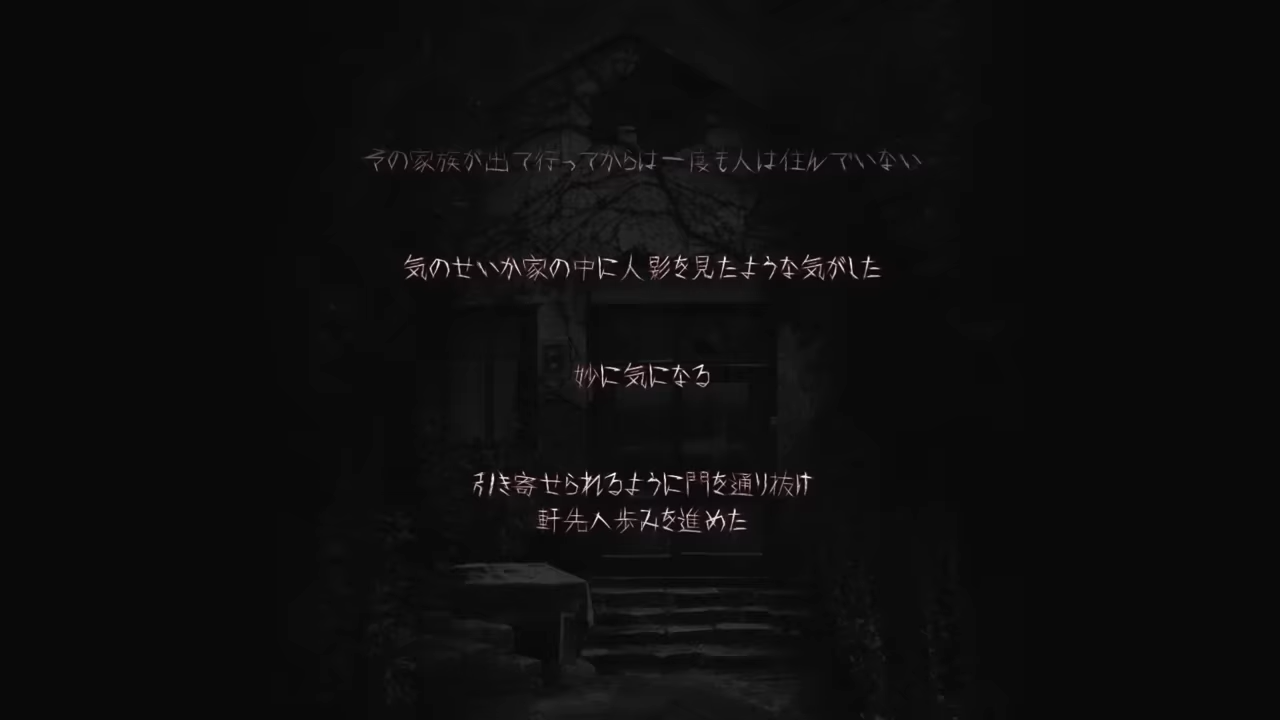 その家族が出て行ってからは一度も人は住んでいない
気のせいか家の中に人影を見たような気がした
妙に気になる
引き寄せられるように門を通り抜け
軒先へ歩みを進めた